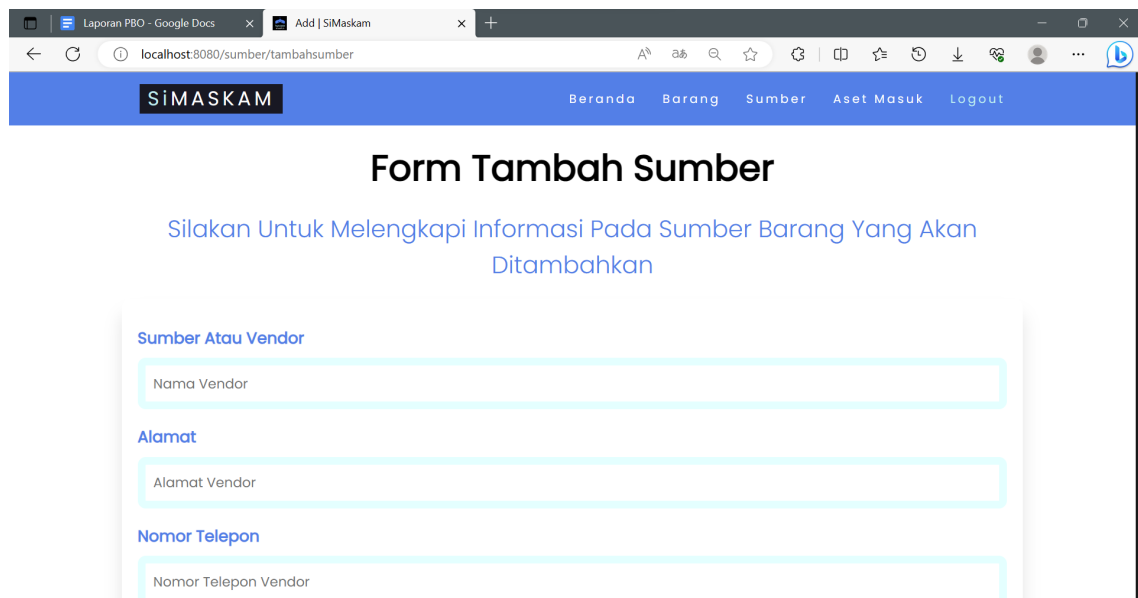 Laporan PBO - Google Docs
Add | SiMaskam
localhost:8080/sumber/tambahsumber
SiMASKAM
Beranda Barang Sumber Aset Masuk Logout
Form Tambah Sumber
Silakan Untuk Melengkapi Informasi Pada Sumber Barang Yang Akan
Ditambahkan
Sumber Atau Vendor
Nama Vendor
Alamat
Alamat Vendor
Nomor Telepon
Nomor Telepon Vendor